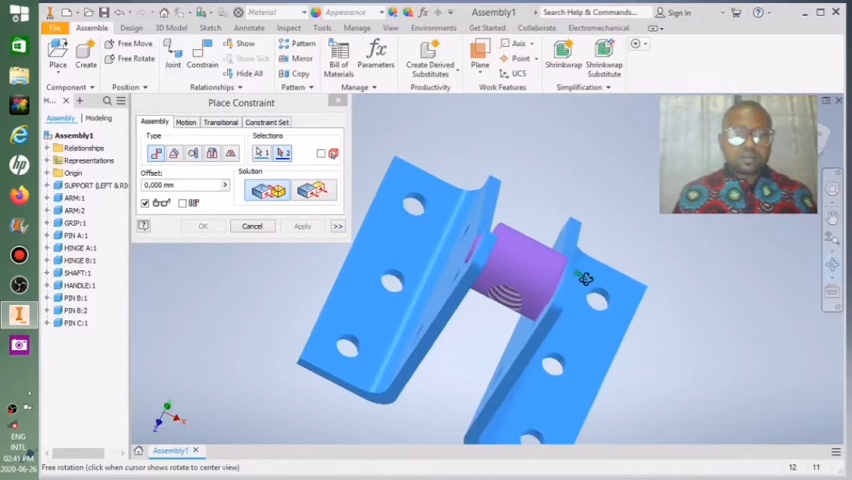 Material
Appearance
Assembly1
Search Help & Commands...
Sign In
File
Assemble
Design
3D Model
Sketch
Annotate
Inspect
Tools
Manage
View
Environments
Get Started
Collaborate
Electromechanical
Place
Create
Free Move
Free Rotate
Joint
Constrain
Show
Show Sick
Hide All
Pattern
Mirror
Copy
Bill of
Materials
Parameters
Create Derived
Substitutes
Plane
Axis
Point
UCS
Shrinkwrap
Shrinkwrap
Substitute
Component
Position
Relationships
Pattern
Manage
Productivity
Work Features
Simplification
M...
Assembly
Modeling
Assembly1
Relationships
Representations
Origin
SUPPORT (LEFT & RI
ARM:1
ARM:2
GRIP:1
PIN A:1
HINGE A:1
HINGE B:1
SHAFT:1
HANDLE:1
PIN B:1
PIN B:2
PIN C:1
Place Constraint
Assembly
Motion
Transitional
Constraint Set
Type
Selections
1
2
Offset:
Solution
0,000 mm
OK
Cancel
Apply
>>
X
Z
Assembly1
Free rotation (click when cursor shows rotate to center view)
12
11
ENG
INTL
02:41 PM
2020-06-26